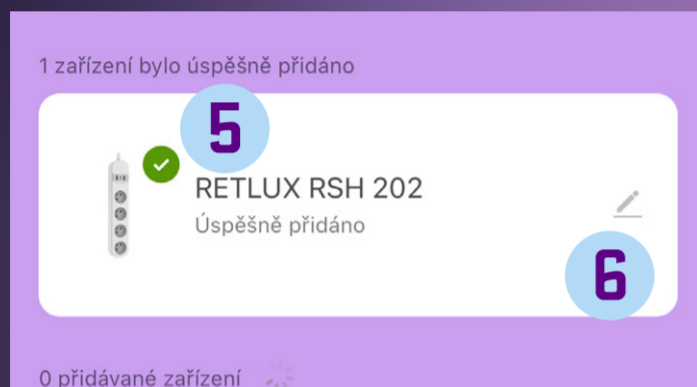 1 zařízení bylo úspěšně přidáno
5
RETLUX RSH 202
Úspěšně přidáno
6
0 přidávané zařízení